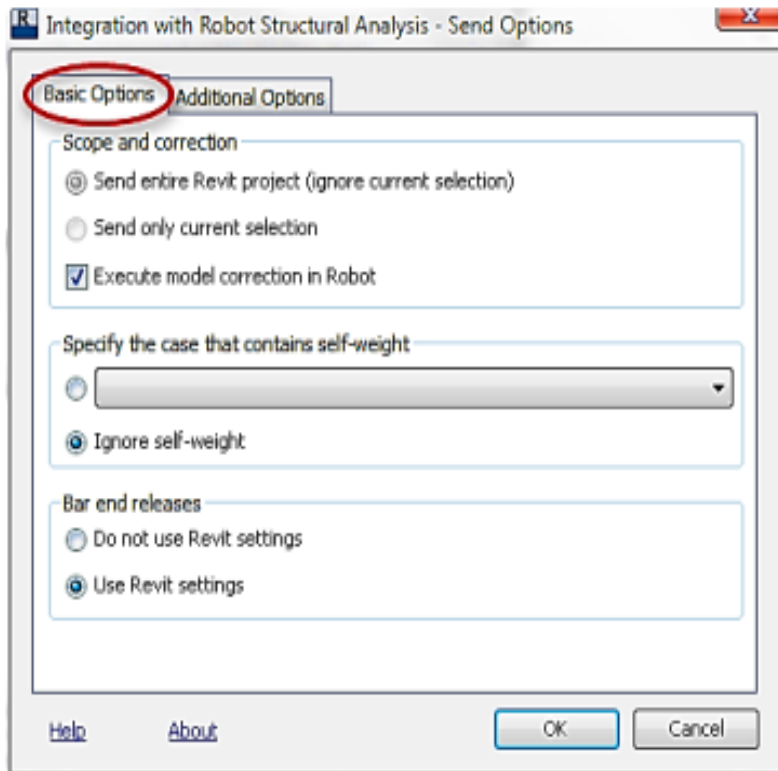 R
Integration with Robot Structural Analysis - Send Options
X
Basic Options Additional Options
Scope and correction
Send entire Revit project (ignore current selection)
Send only current selection
Execute model correction in Robot
Specify the case that contains self-weight
Ignore self-weight
Bar end releases
Do not use Revit settings
Use Revit settings
Help About OK Cancel